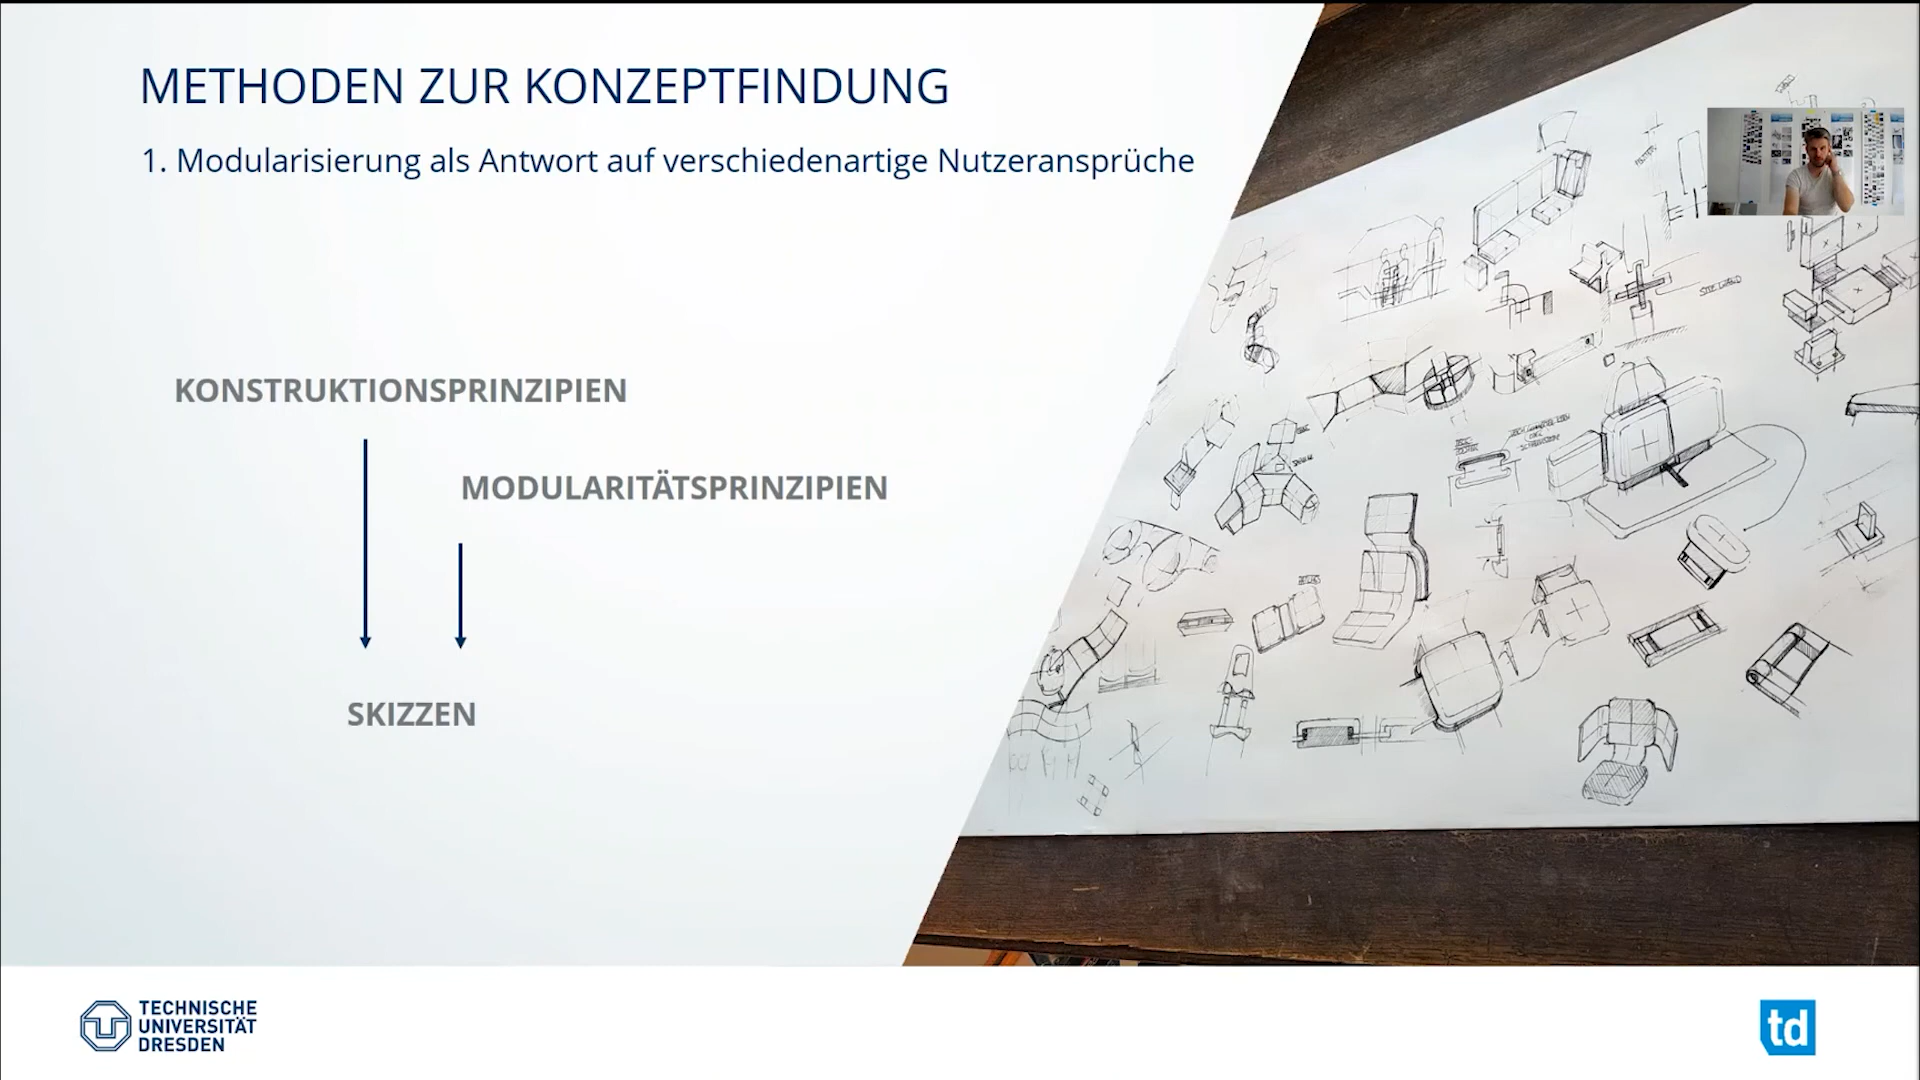 METHODEN ZUR KONZEPTFINDUNG
1. Modularisierung als Antwort auf verschiedenartige Nutzeransprüche
KONSTRUKTIONSPRINZIPIEN
MODULARITÄTSPRINZIPIEN
SKIZZEN
TECHNISCHE
UNIVERSITÄT
DRESDEN
td